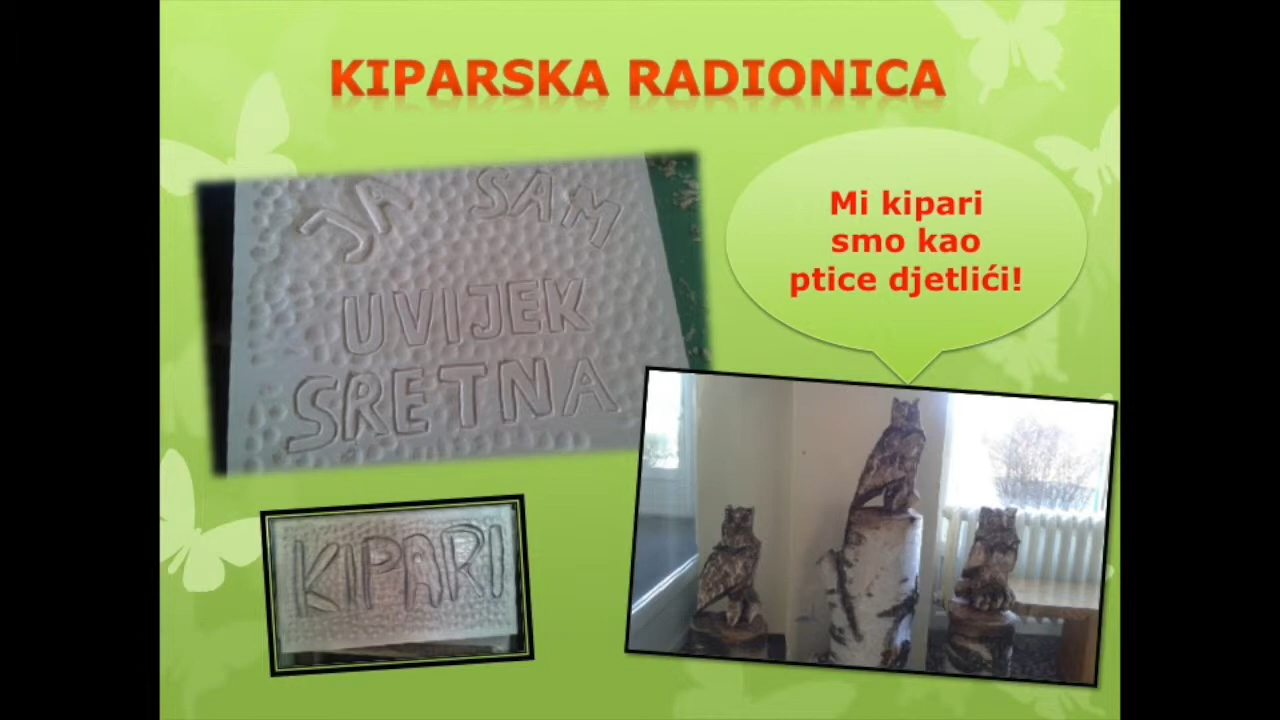 KIPARSKA RADIONICA
JA SAM
UVIJEK
SRETNA
Mi kipari
smo kao
ptice djetlići!
KIPARI